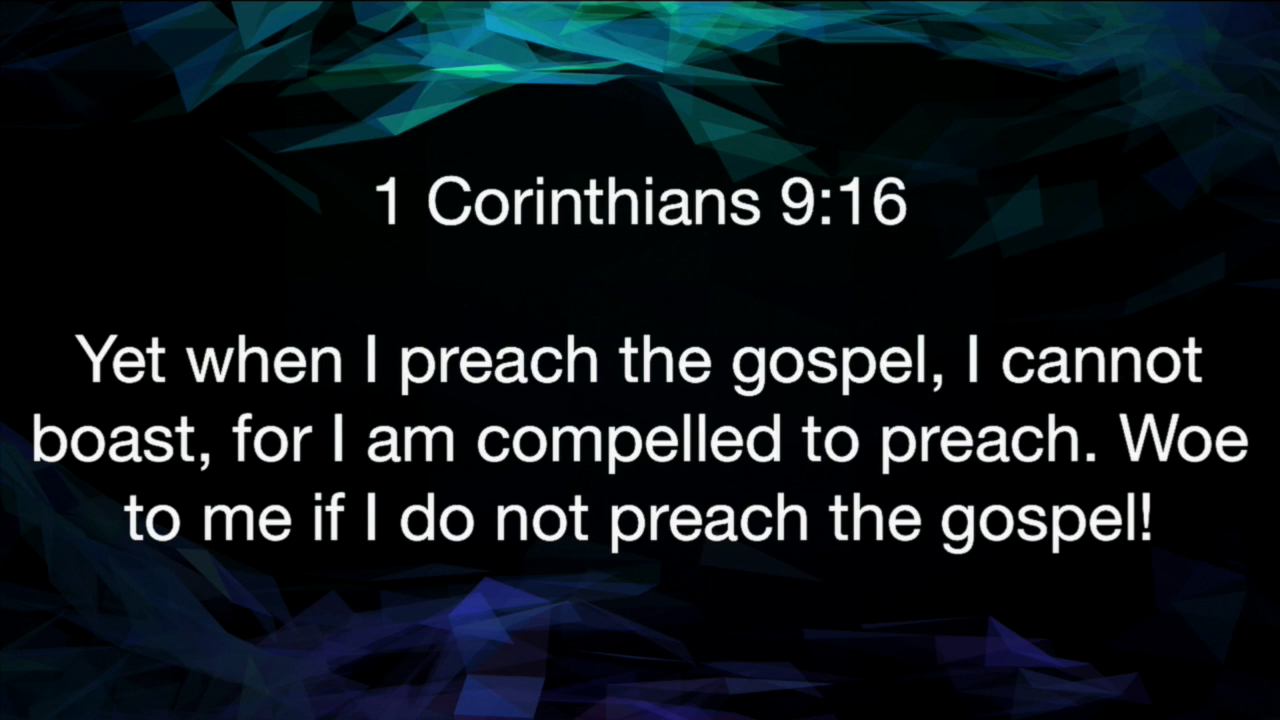 1 Corinthians 9:16
Yet when I preach the gospel, I cannot
boast, for I am compelled to preach. Woe
to me if I do not preach the gospel!